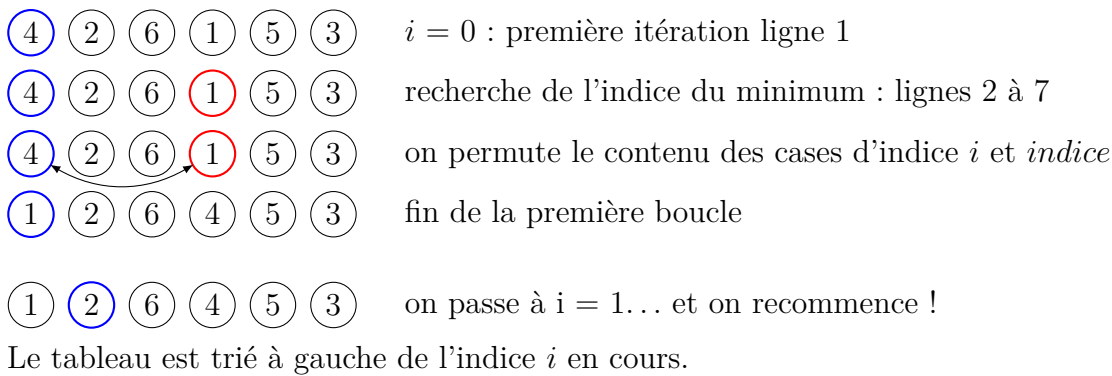 4 2 6 1 5 3 i = 0 : première itération ligne 1
4 2 6 1 5 3 recherche de l'indice du minimum : lignes 2 à 7
4 2 6 1 5 3 on permute le contenu des cases d'indice i et indice
1 2 6 4 5 3 fin de la première boucle
1 2 6 4 5 3 on passe à i = 1... et on recommence !
Le tableau est trié à gauche de l'indice i en cours.